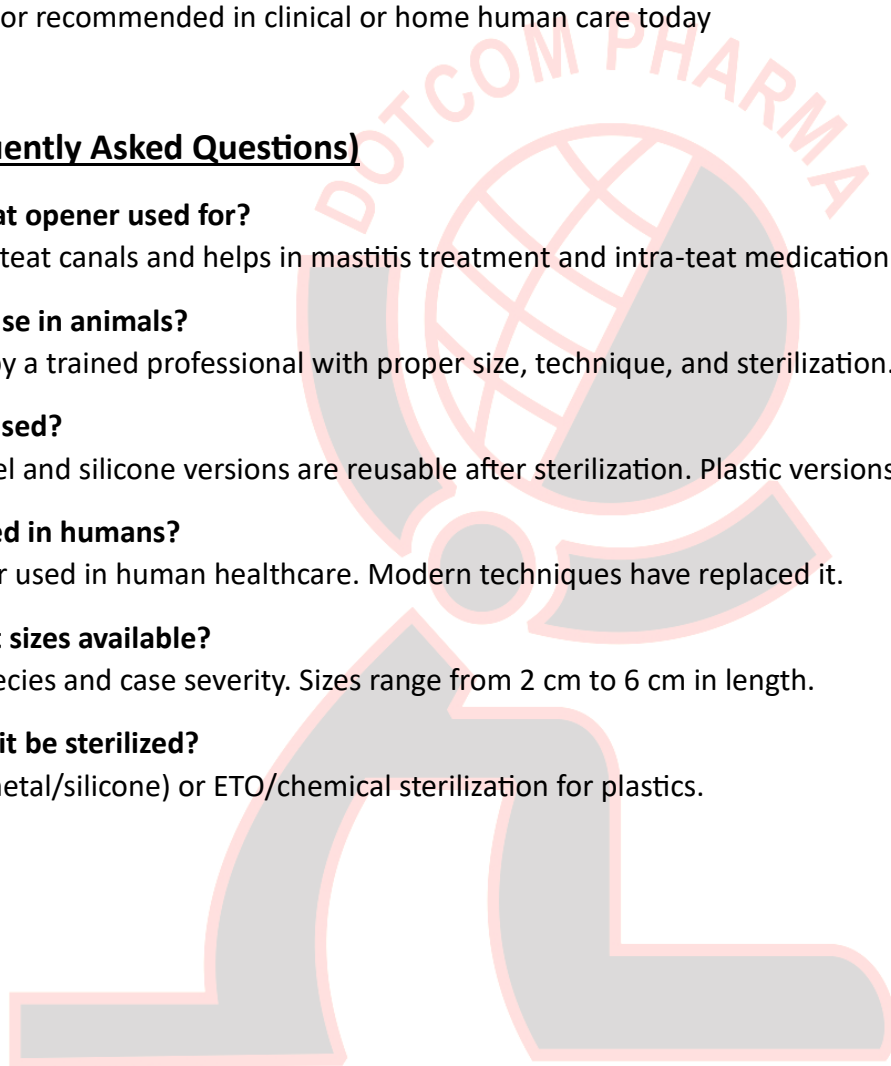 or recommended in clinical or home human care today
DOTCOM PHARMA
uently Asked Questions)
at opener used for?
teat canals and helps in mastitis treatment and intra-teat medication
se in animals?
by a trained professional with proper size, technique, and sterilization.
sed?
el and silicone versions are reusable after sterilization. Plastic versions
ed in humans?
r used in human healthcare. Modern techniques have replaced it.
t sizes available?
ecies and case severity. Sizes range from 2 cm to 6 cm in length.
it be sterilized?
netal/silicone) or ETO/chemical sterilization for plastics.